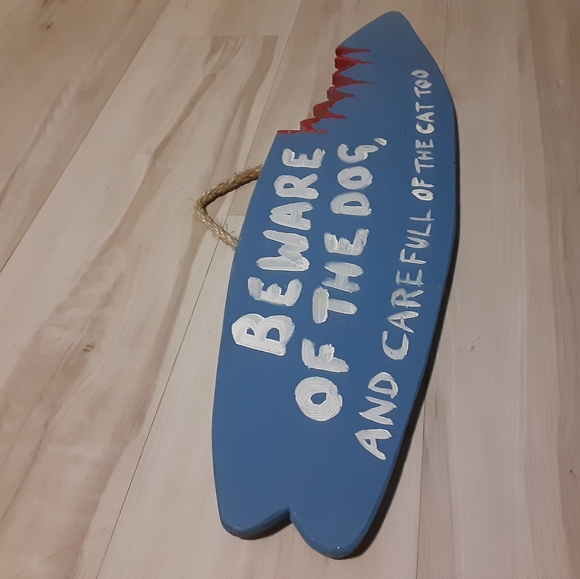 BEWARE
OF THE DOG,
AND CAREFULL OF THE CAT TOO